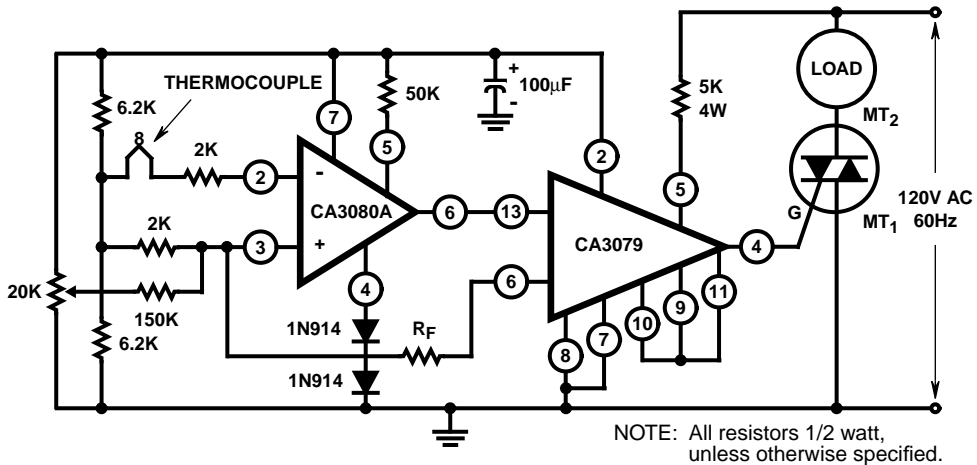 THERMOCOUPLE
6.2K
8
2K
2
-
7
50K
5
CA3080A
+
100µF
-
6
13
2
5K
4W
5
LOAD
MT2
G
MT1
120V AC
60Hz
2K
3
+
4
20K
150K
6.2K
1N914
1N914
RF
6
CA3079
4
8
7
10
9
11
NOTE: All resistors 1/2 watt,
unless otherwise specified.